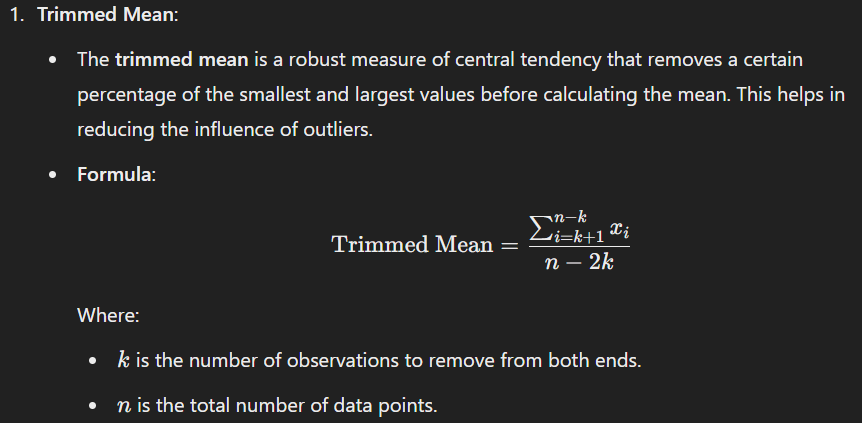 1. Trimmed Mean:
• The trimmed mean is a robust measure of central tendency that removes a certain
percentage of the smallest and largest values before calculating the mean. This helps in
reducing the influence of outliers.
• Formula:
Trimmed Mean = \frac{\sum_{i=k+1}^{n-k} x_i}{n - 2k}
Where:
• k is the number of observations to remove from both ends.
• n is the total number of data points.